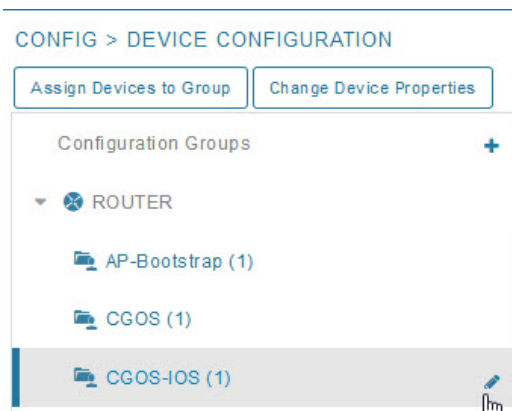 CONFIG > DEVICE CONFIGURATION
Assign Devices to Group Change Device Properties
Configuration Groups
ROUTER
AP-Bootstrap (1)
CGOS (1)
CGOS-IOS (1)